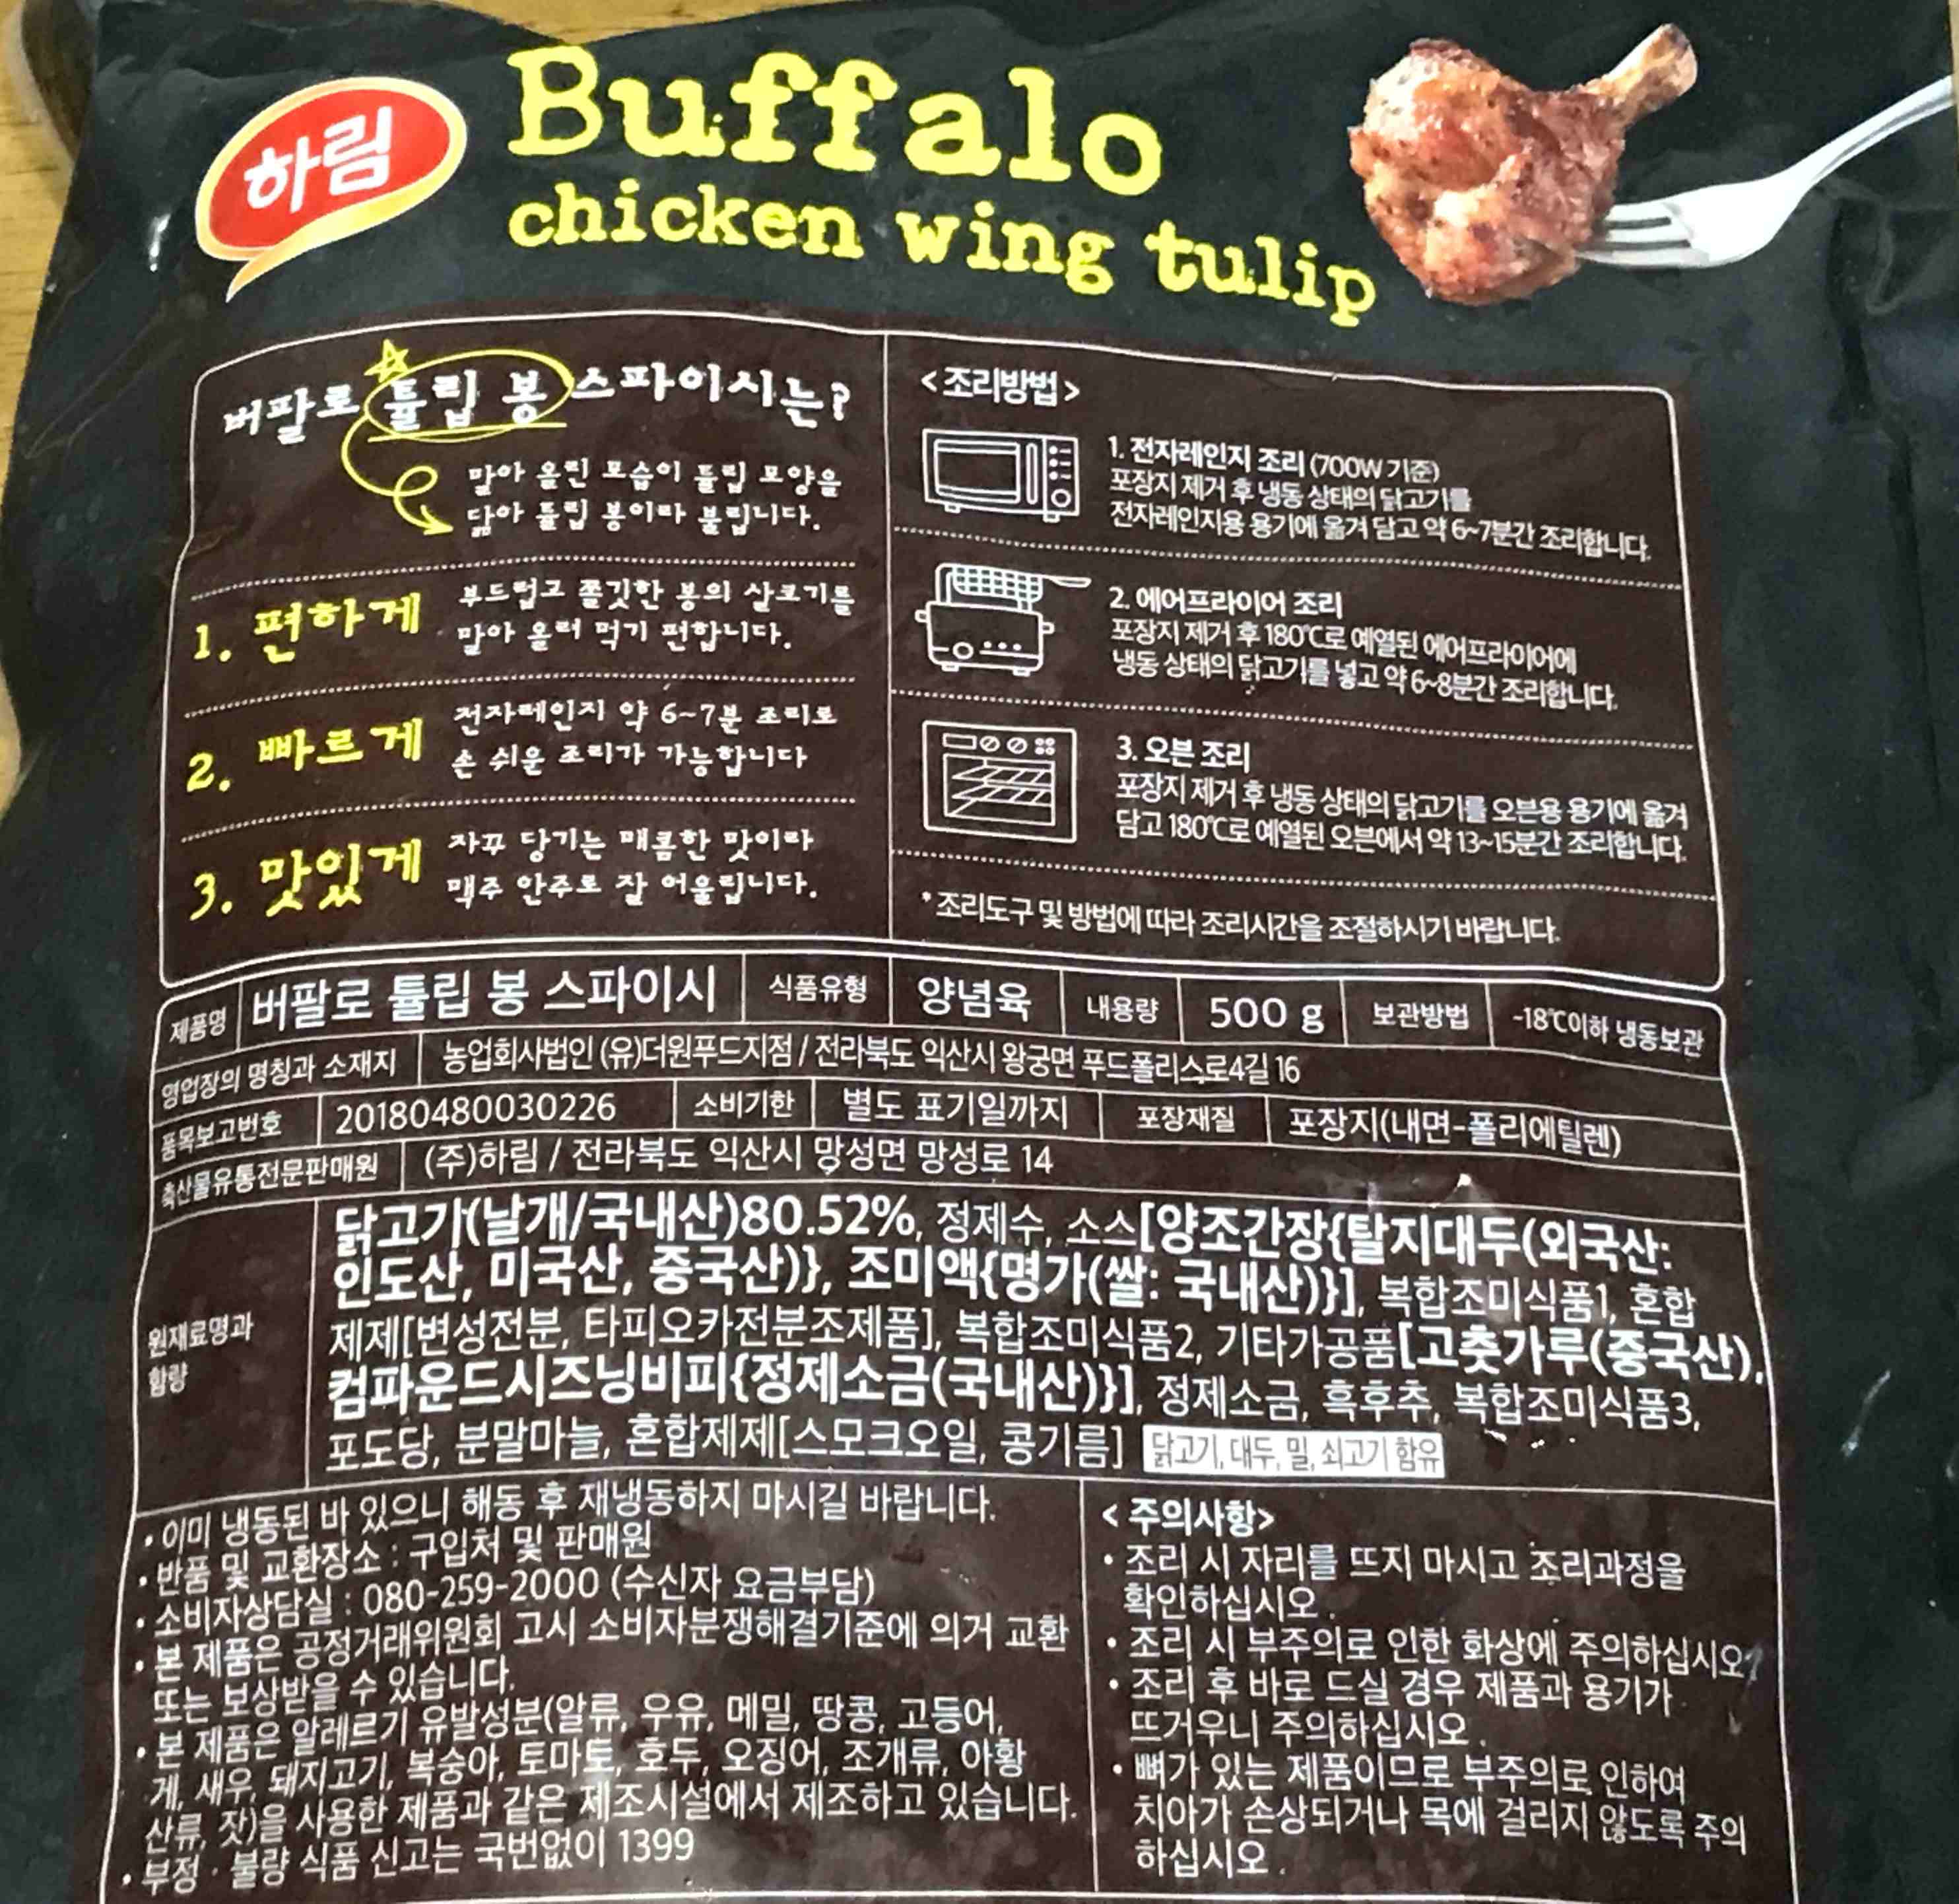 하림
Buffalo
chicken wing tulip
버팔로 튤립 봉 스파이시는?
말아 올린 모습이 튤립 모양을
닮아 튤립 봉이라 불립니다.
1. 편하게
부드럽고 쫄깃한 봉의 살코기를
말아 올려 먹기 편합니다.
2. 빠르게
전자레인지 약 6~7분 조리로
손 쉬운 조리가 가능합니다
3. 맛있게
자꾸 당기는 매콤한 맛이라
맥주 안주로 잘 어울립니다.
<조리방법>
1. 전자레인지 조리 (700W 기준)
포장지 제거 후 냉동 상태의 닭고기를
전자레인지용 용기에 옮겨 담고 약 6~7분간 조리합니다.
2. 에어프라이어 조리
포장지 제거 후 180℃로 예열된 에어프라이어에
냉동 상태의 닭고기를 넣고 약 6~8분간 조리합니다.
3. 오븐 조리
포장지 제거 후 냉동 상태의 닭고기를 오븐용 용기에 옮겨
담고 180℃로 예열된 오븐에서 약 13~15분간 조리합니다.
* 조리도구 및 방법에 따라 조리시간을 조절하시기 바랍니다.
제품명 버팔로 튤립 봉 스파이시 식품유형 양념육 내용량 500 g 보관방법 -18℃이하 냉동보관
영업장의 명칭과 소재지 농업회사법인 (유)더원푸드지점 / 전라북도 익산시 왕궁면 푸드폴리스로4길 16
품목보고번호 20180480030226 소비기한 별도 표기일까지 포장재질 포장지(내면-폴리에틸렌)
축산물유통전문판매원 (주)하림 / 전라북도 익산시 망성면 망성로 14
원재료명과
함량
닭고기(날개/국내산)80.52%, 정제수, 소스[양조간장{탈지대두(외국산:
인도산, 미국산, 중국산)}, 조미액{명가(쌀: 국내산)}], 복합조미식품1, 혼합
제제[변성전분, 타피오카전분조제품], 복합조미식품2, 기타가공품[고춧가루(중국산),
컴파운드시즈닝비피{정제소금(국내산)}], 정제소금, 흑후추, 복합조미식품3,
포도당, 분말마늘, 혼합제제[스모크오일, 콩기름] 닭고기, 대두, 밀, 쇠고기 함유
• 이미 냉동된 바 있으니 해동 후 재냉동하지 마시길 바랍니다.
• 반품 및 교환장소 : 구입처 및 판매원
• 소비자상담실 : 080-259-2000 (수신자 요금부담)
• 본 제품은 공정거래위원회 고시 소비자분쟁해결기준에 의거 교환
또는 보상받을 수 있습니다.
• 본 제품은 알레르기 유발성분(알류, 우유, 메밀, 땅콩, 고등어,
게, 새우, 돼지고기, 복숭아, 토마토, 호두, 오징어, 조개류, 아황
산류, 잣)을 사용한 제품과 같은 제조시설에서 제조하고 있습니다.
• 부정 · 불량 식품 신고는 국번없이 1399
<주의사항>
• 조리 시 자리를 뜨지 마시고 조리과정을
확인하십시오.
• 조리 시 부주의로 인한 화상에 주의하십시오.
• 조리 후 바로 드실 경우 제품과 용기가
뜨거우니 주의하십시오.
• 뼈가 있는 제품이므로 부주의로 인하여
치아가 손상되거나 목에 걸리지 않도록 주의
하십시오.